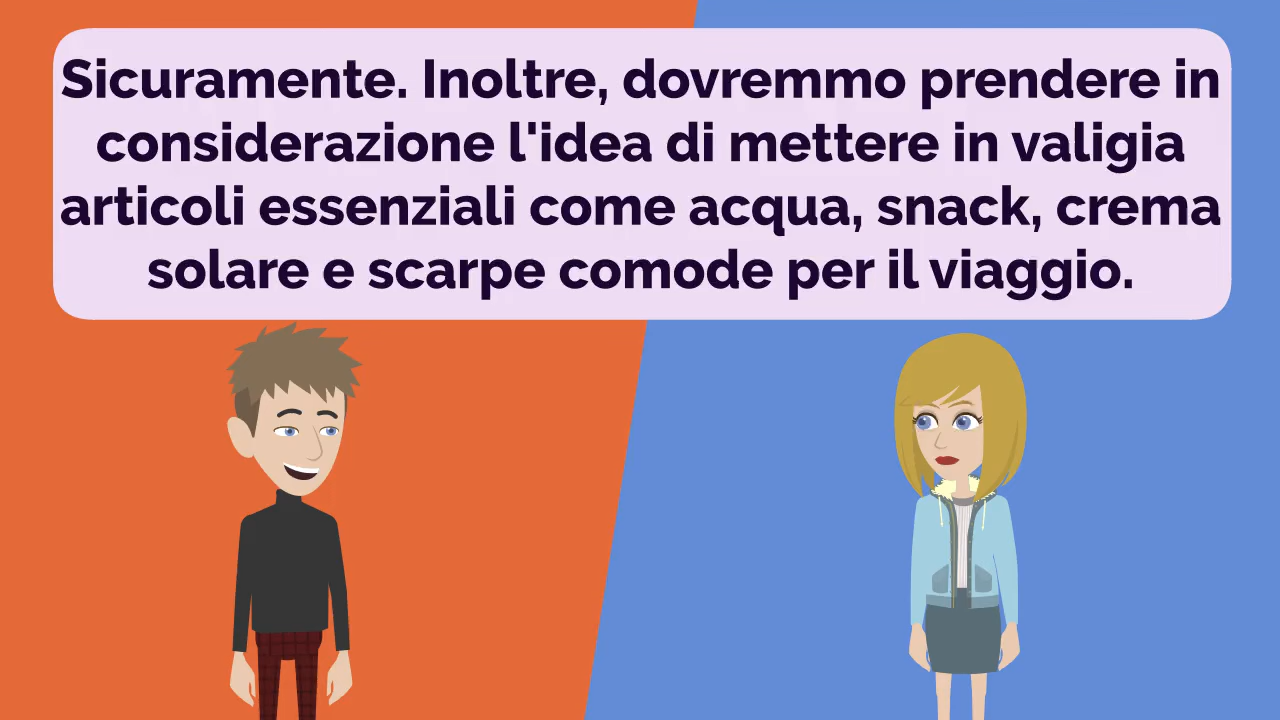 Sicuramente. Inoltre, dovremmo prendere in
considerazione l'idea di mettere in valigia
articoli essenziali come acqua, snack, crema
solare e scarpe comode per il viaggio.